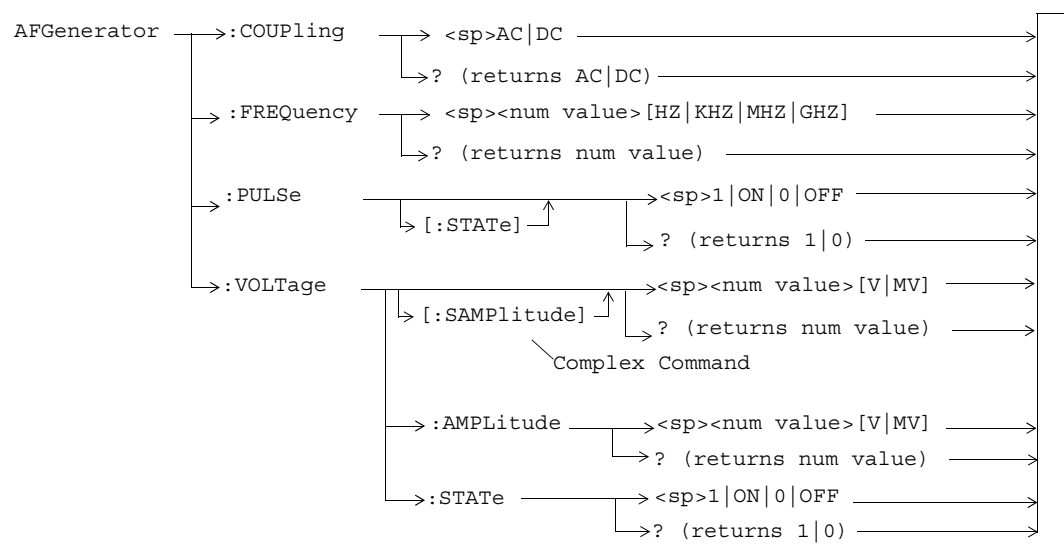 AFGenerator :COUPling <sp>AC|DC
? (returns AC|DC)
:FREQuency <sp><num value>[HZ|KHZ|MHZ|GHZ]
? (returns num value)
:PULSe <sp>1|ON|0|OFF
[:STATe] ? (returns 1|0)
:VOLTage <sp><num value>[V|MV]
[:SAMPlitude] ? (returns num value)
Complex Command
:AMPLitude <sp><num value>[V|MV]
? (returns num value)
:STATe <sp>1|ON|0|OFF
? (returns 1|0)